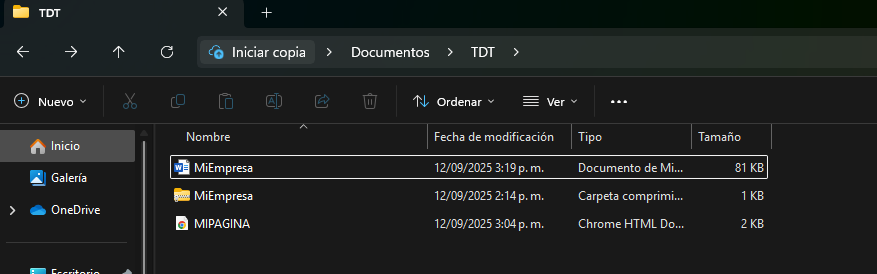 TDT
Iniciar copia Documentos TDT
Nuevo Ordenar Ver
Nombre Fecha de modificación Tipo Tamaño
Inicio
MiEmpresa 12/09/2025 3:19 p. m. Documento de Mi... 81 KB
Galería
MiEmpresa 12/09/2025 2:14 p. m. Carpeta comprimi... 1 KB
OneDrive
MIPAGINA 12/09/2025 3:04 p. m. Chrome HTML Do... 2 KB
Escritorio